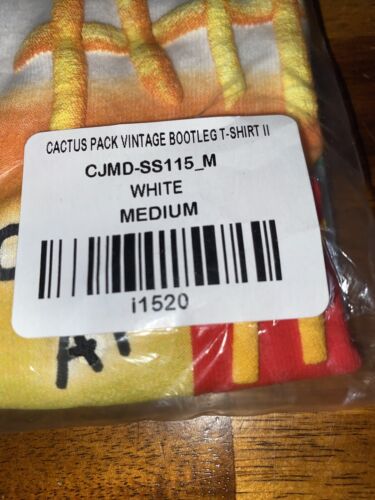 CACTUS PACK VINTAGE BOOTLEG T-SHIRT II
CJMD-SS115_M
WHITE
MEDIUM
i1520